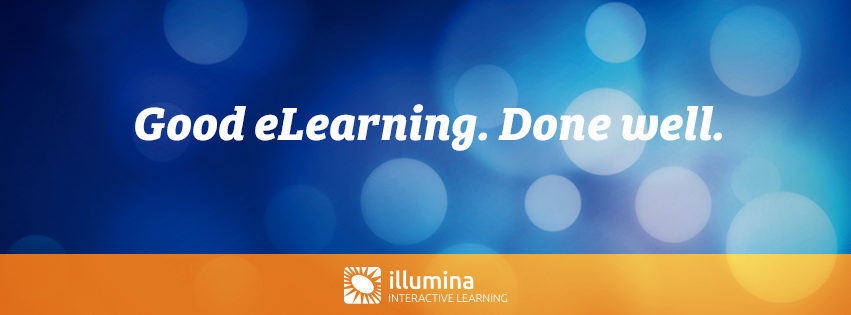 Good eLearning. Done well.
illumina
INTERACTIVE LEARNING